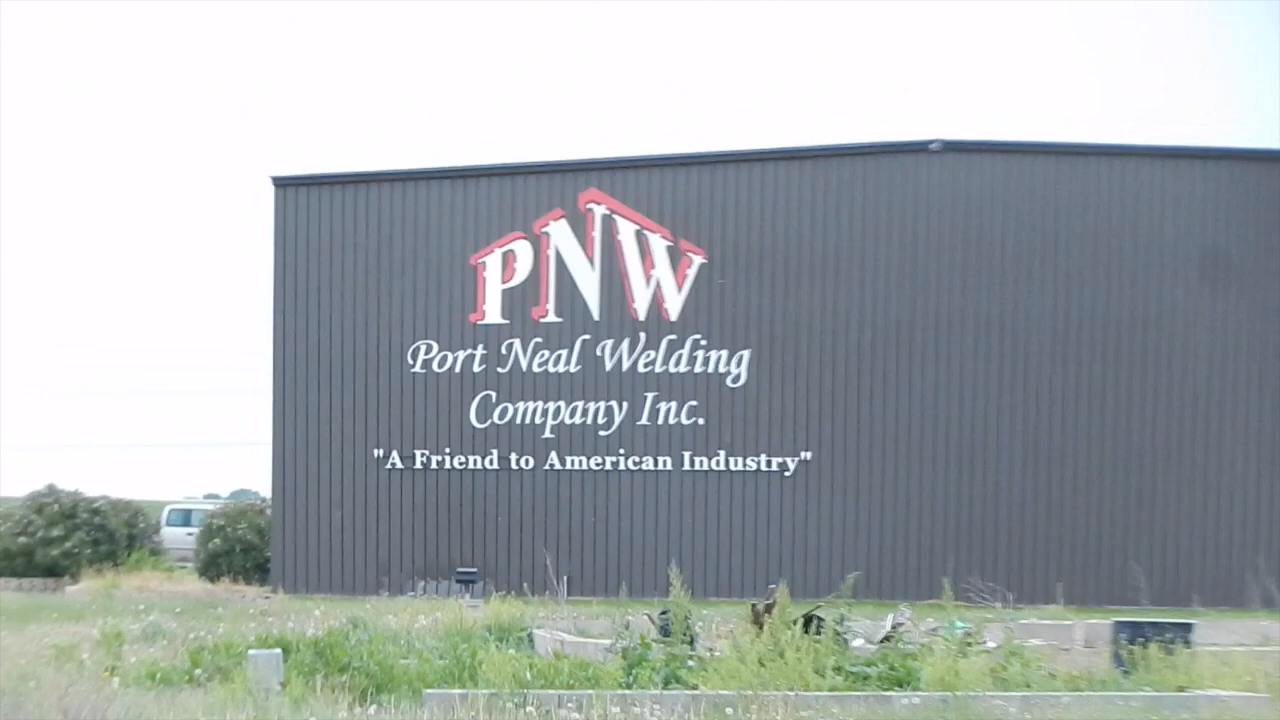 PNW
Port Neal Welding
Company Inc.
"A Friend to American Industry"